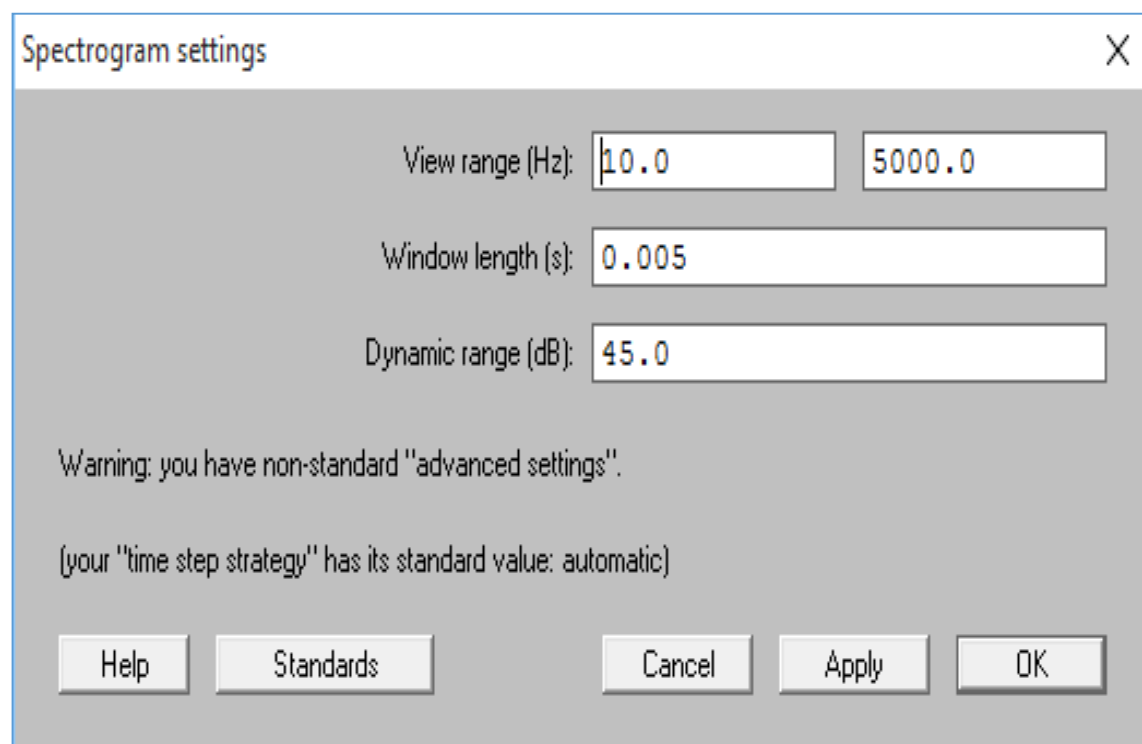 Spectrogram settings
View range (Hz): 10.0 5000.0
Window length (s): 0.005
Dynamic range (dB): 45.0
Warning: you have non-standard "advanced settings".
(your "time step strategy" has its standard value: automatic)
Help Standards Cancel Apply OK